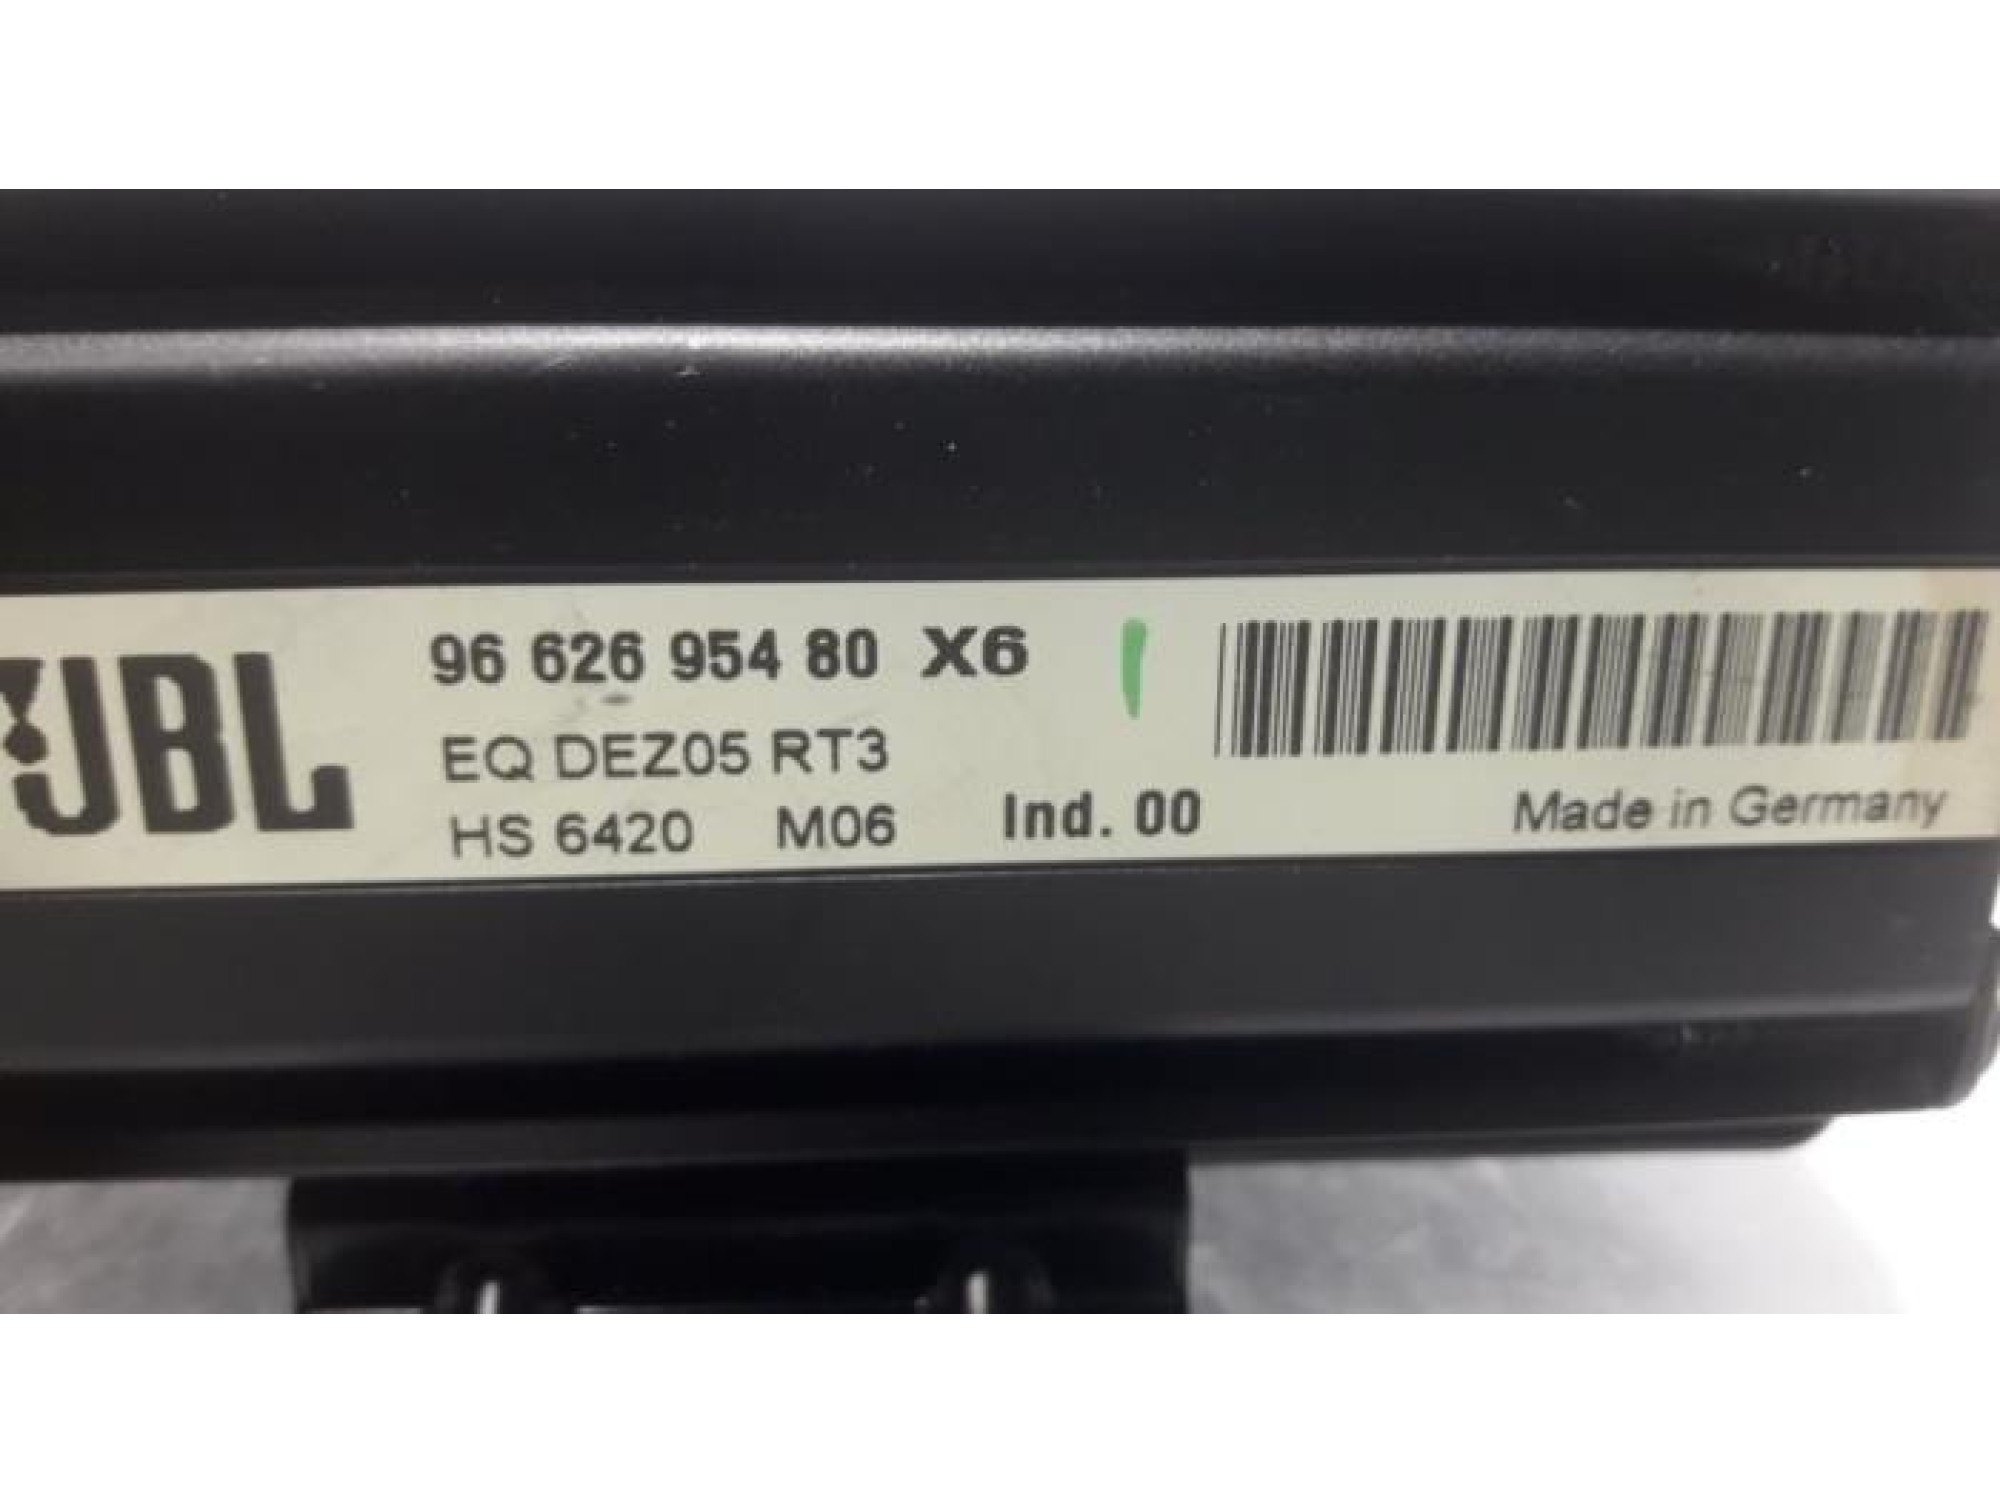 JBL
96 626 954 80 X6
EQ DEZ05 RT3
HS 6420 M06 Ind. 00
Made in Germany